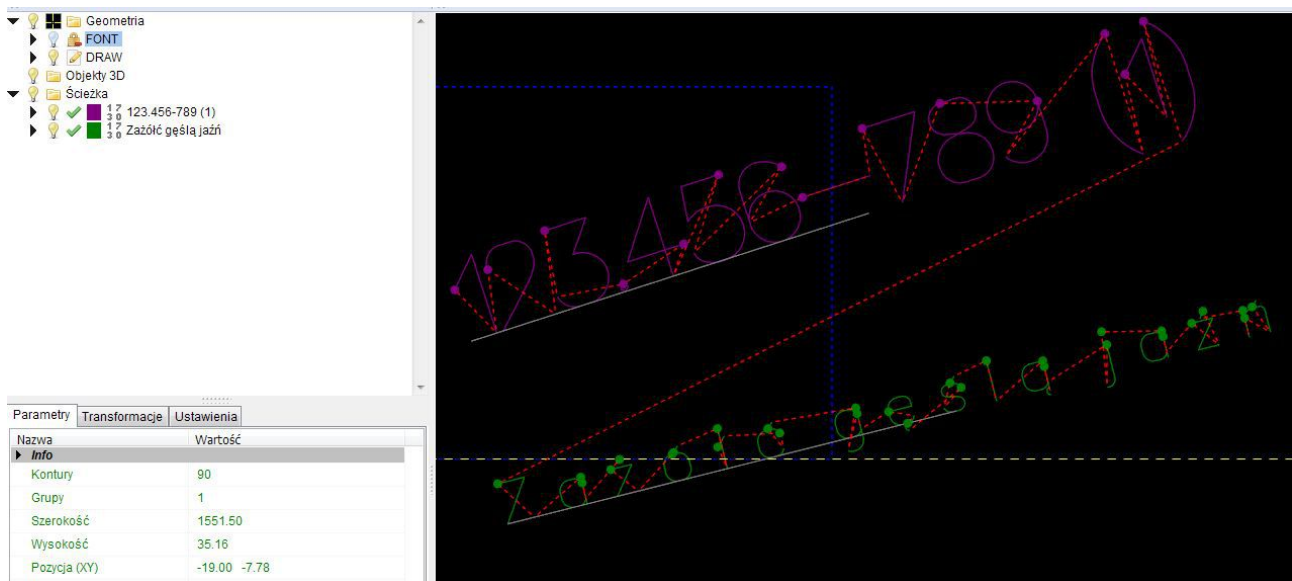 Geometria
FONT
DRAW
Objekty 3D
Ścieżka
123.456-789 (1)
Zażółć gęślą jaźń
Parametry Transformacje Ustawienia
Nazwa Wartość
Info
Kontury 90
Grupy 1
Szerokość 1551.50
Wysokość 35.16
Pozycja (XY) -19.00 -7.78
123.456-789 (1)
Zażółć gęślą jaźń